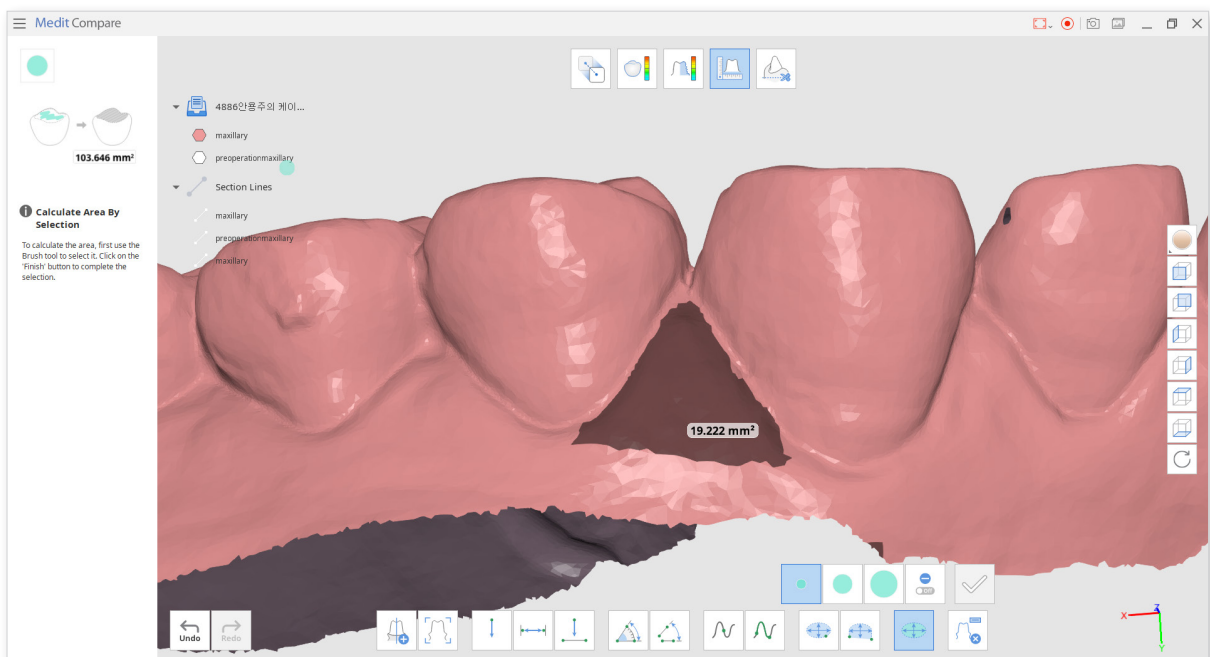 Medit Compare
103.646 mm²
Calculate Area By
Selection
To calculate the area, first use the
Brush tool to select it. Click on the
'Finish' button to complete the
selection.
4886안용주의 케이...
maxillary
preoperationmaxillary
Section Lines
maxillary
preoperationmaxillary
maxillary
19.222 mm²
Undo
Redo
X
Z
Y